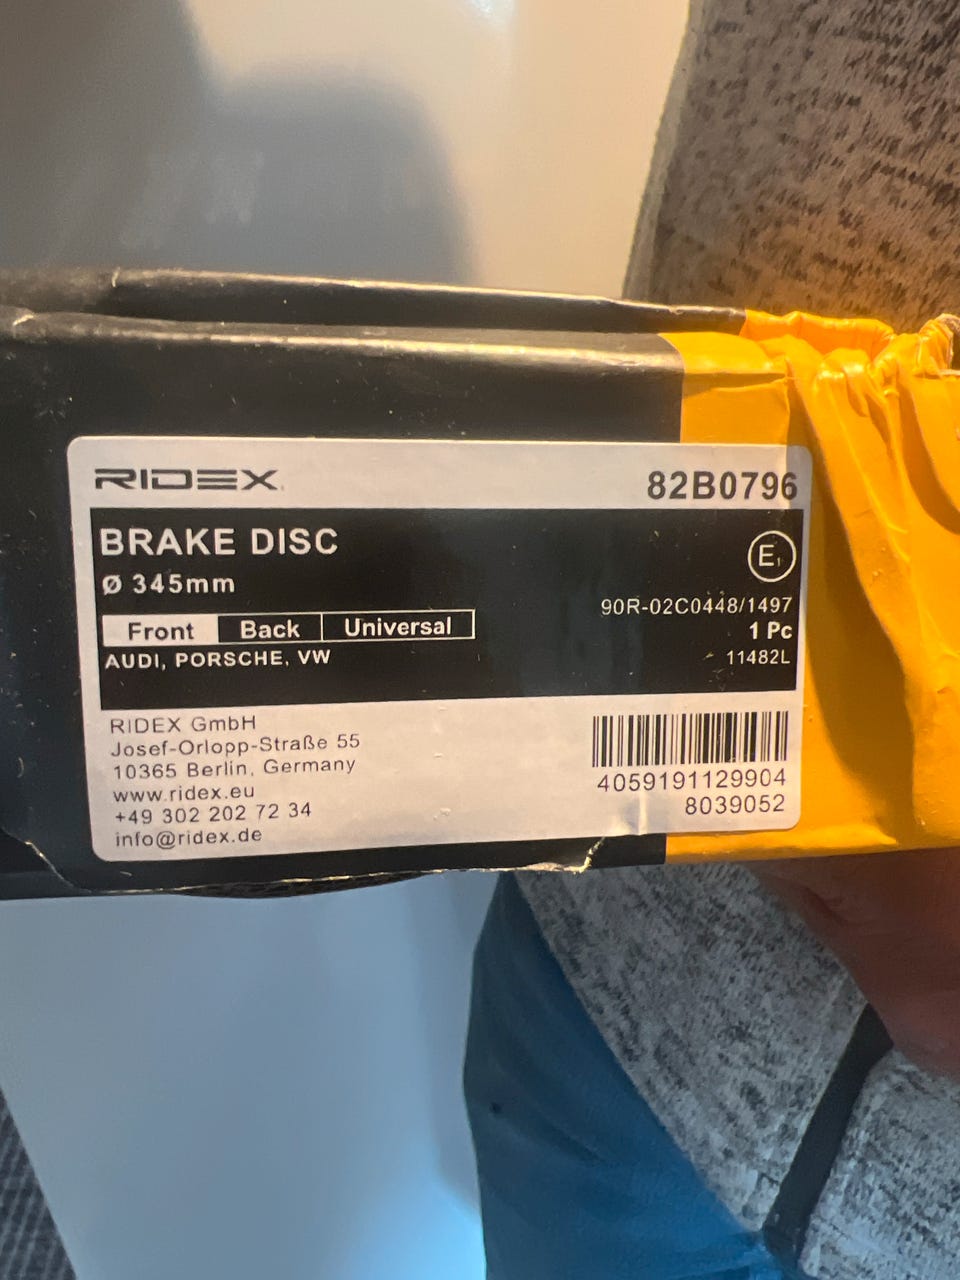 RIDEX
82B0796
BRAKE DISC
Ø 345mm
E1
Front Back Universal
90R-02C0448/1497
AUDI, PORSCHE, VW
1 Pc
11482L
RIDEX GmbH
Josef-Orlopp-Straße 55
10365 Berlin, Germany
www.ridex.eu
+49 302 202 72 34
info@ridex.de
4059191129904
8039052